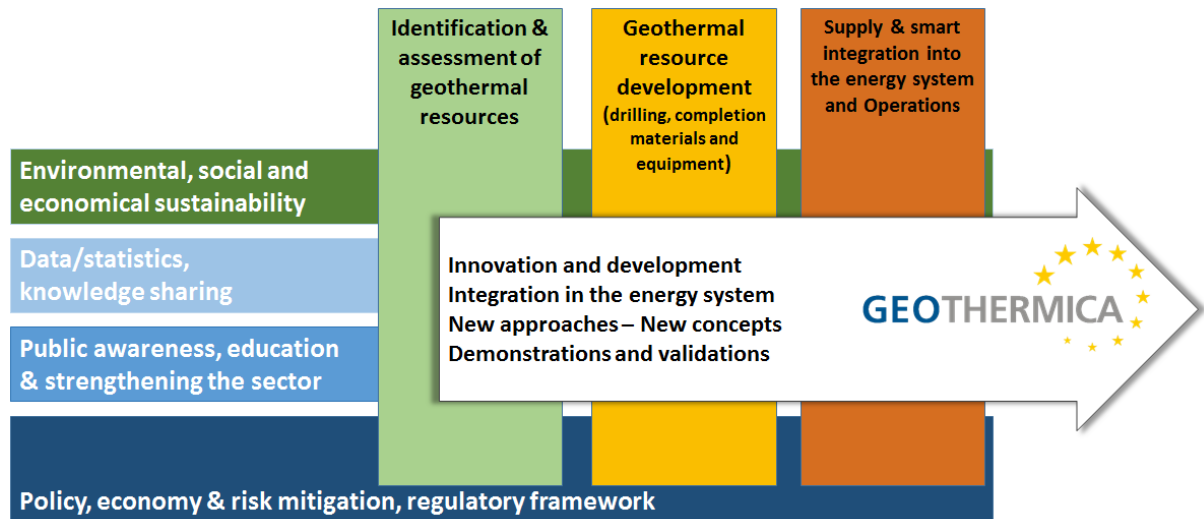 Identification &
assessment of
geothermal
resources
Geothermal
resource
development
(drilling, completion
materials and
equipment)
Supply & smart
integration into
the energy system
and Operations
Environmental, social and
economical sustainability
Data/statistics,
knowledge sharing
Public awareness, education
& strengthening the sector
Policy, economy & risk mitigation, regulatory framework
Innovation and development
Integration in the energy system
New approaches – New concepts
Demonstrations and validations
GEOTHERMICA